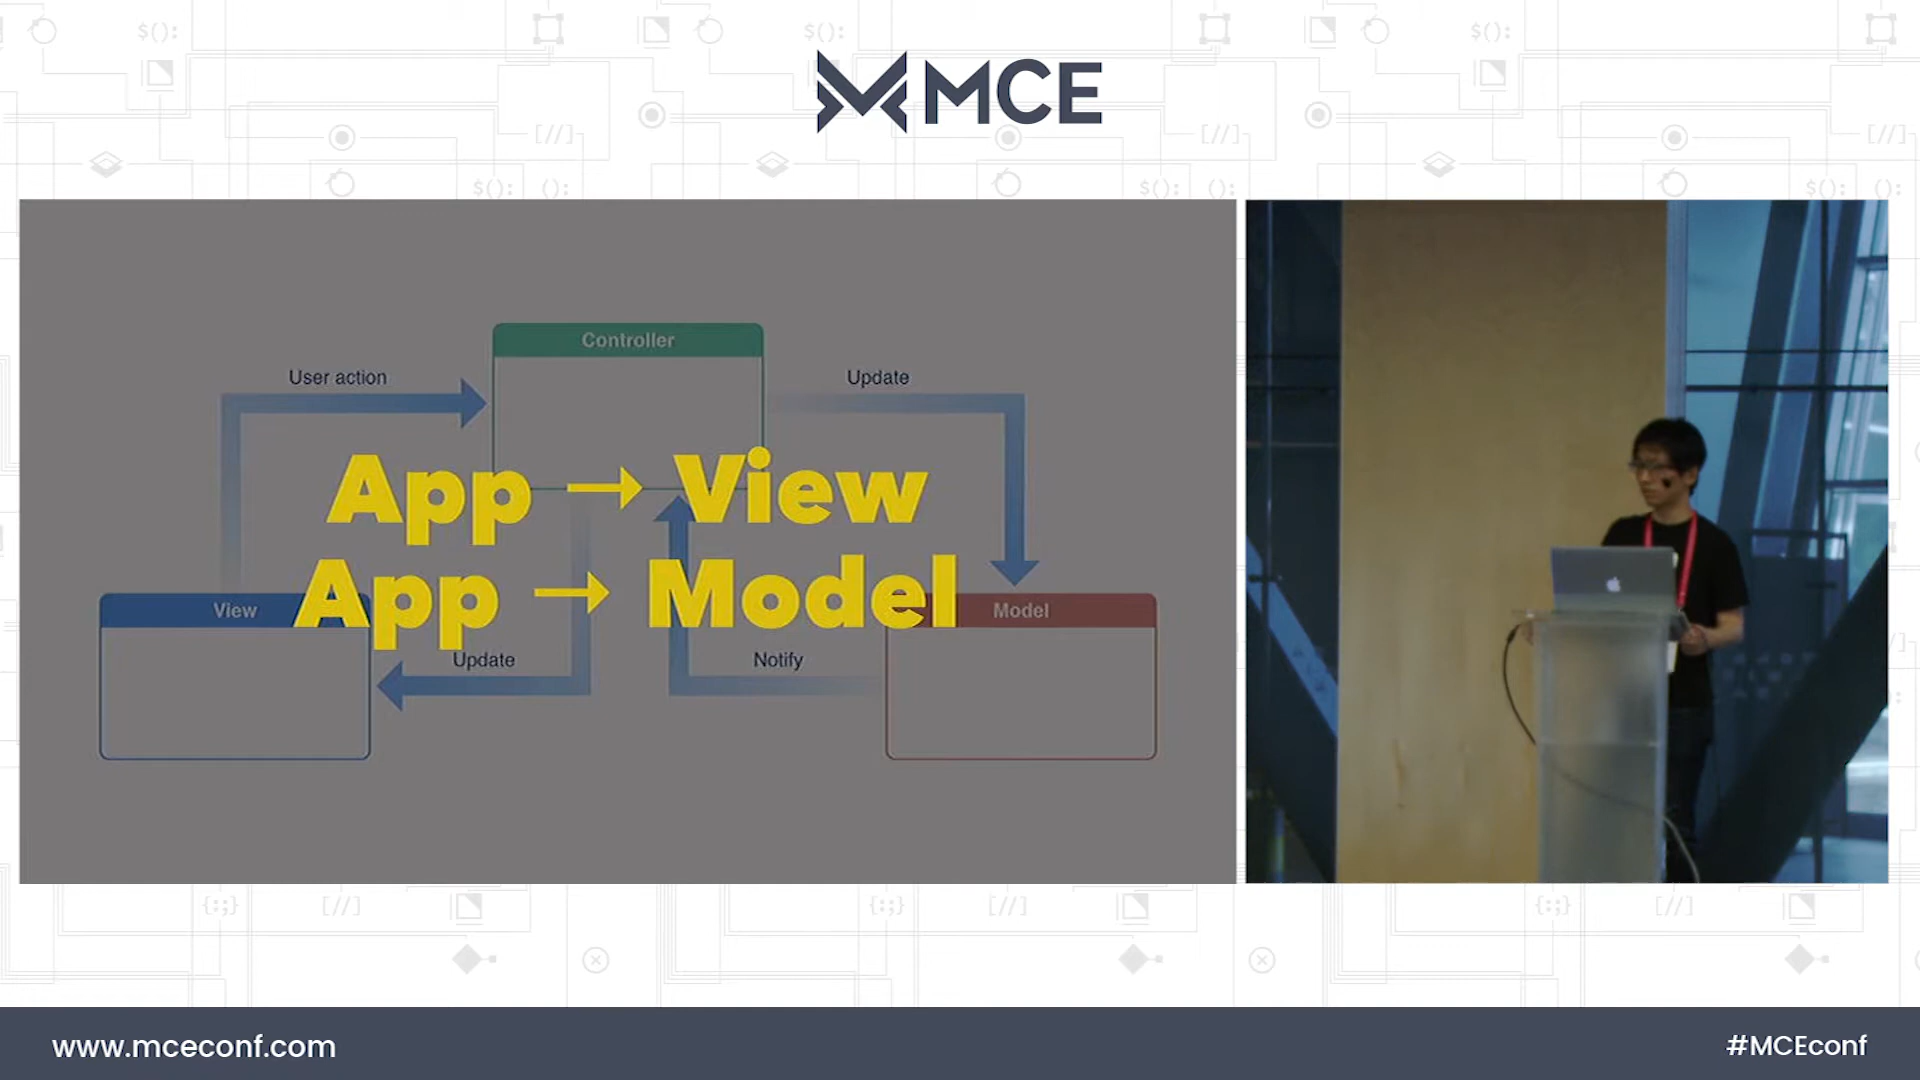 MCE
Controller
User action
Update
App → View
App → Model
View
Model
Update
Notify
www.mceconf.com
#MCEconf